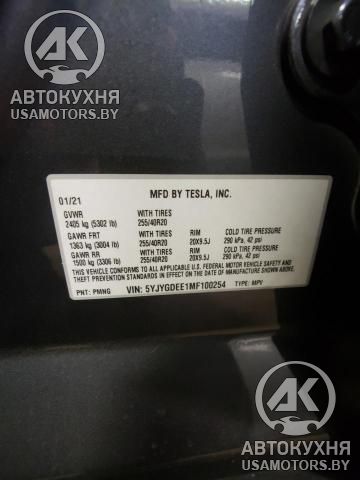 АК
АВТОКУХНЯ
USAMOTORS.BY
01/21
MFD BY TESLA, INC.
GVWR
WITH TIRES
2405 kg (5302 lb)
255/40R20
GAWR FRT
WITH TIRES
RIM
COLD TIRE PRESSURE
1363 kg (3004 lb)
255/40R20
20X9.5J
290 kPa, 42 psi
GAWR RR
WITH TIRES
RIM
COLD TIRE PRESSURE
1500 kg (3306 lb)
255/40R20
20X9.5J
290 kPa, 42 psi
THIS VEHICLE CONFORMS TO ALL APPLICABLE U.S. FEDERAL MOTOR VEHICLE SAFETY AND
THEFT PREVENTION STANDARDS IN EFFECT ON THE DATE OF MANUFACTURE SHOWN ABOVE.
PNT: PMNG
VIN: 5YJYGDEE1MF100254
TYPE: MPV
АК
АВТОКУХНЯ
USAMOTORS.BY